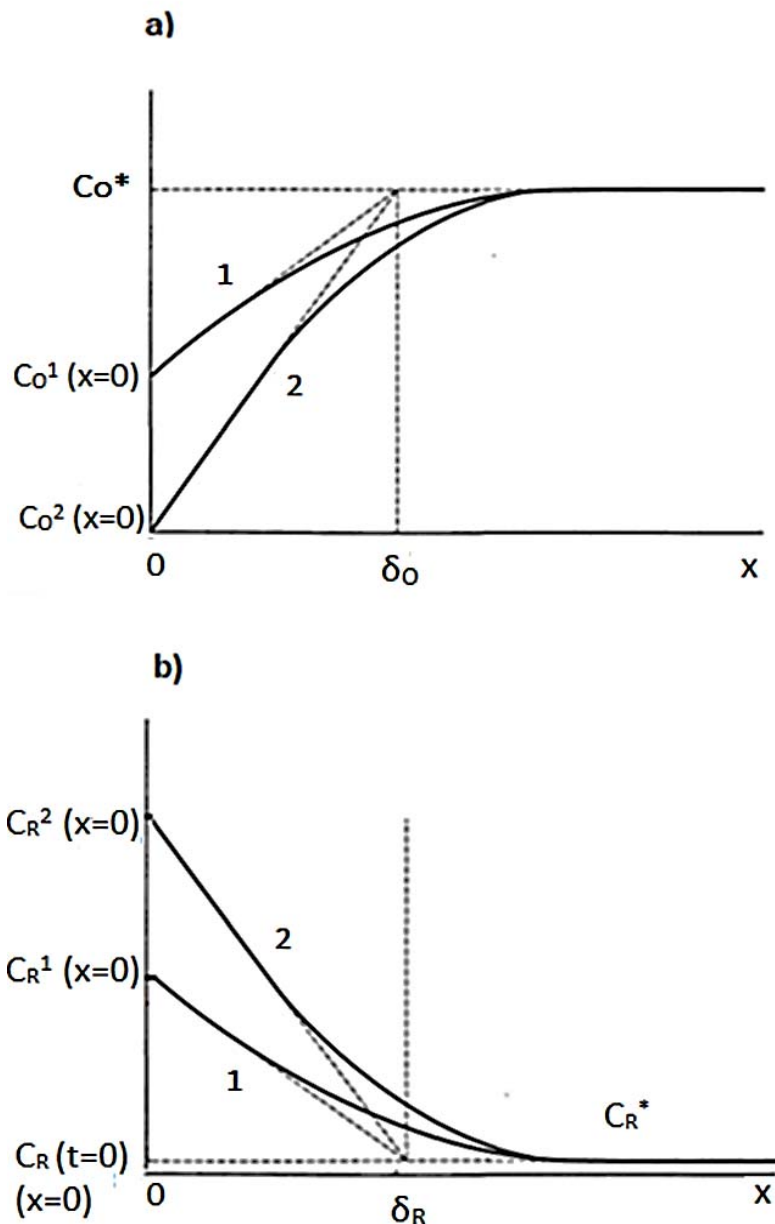 a)
Co*
1
Co¹ (x=0)
2
Co² (x=0)
0
δo
x
b)
CR² (x=0)
2
CR¹ (x=0)
1
CR*
CR (t=0)
(x=0)
0
δR
x